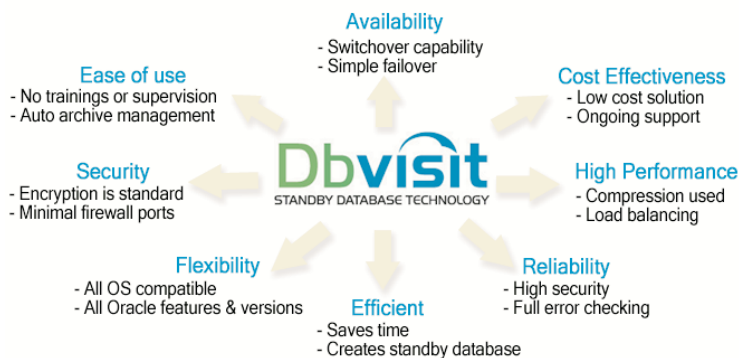 Availability
- Switchover capability
- Simple failover
Ease of use
- No trainings or supervision
- Auto archive management
Cost Effectiveness
- Low cost solution
- Ongoing support
Security
- Encryption is standard
- Minimal firewall ports
Dbvisit
STANDBY DATABASE TECHNOLOGY
High Performance
- Compression used
- Load balancing
Flexibility
- All OS compatible
- All Oracle features & versions
Efficient
- Saves time
- Creates standby database
Reliability
- High security
- Full error checking